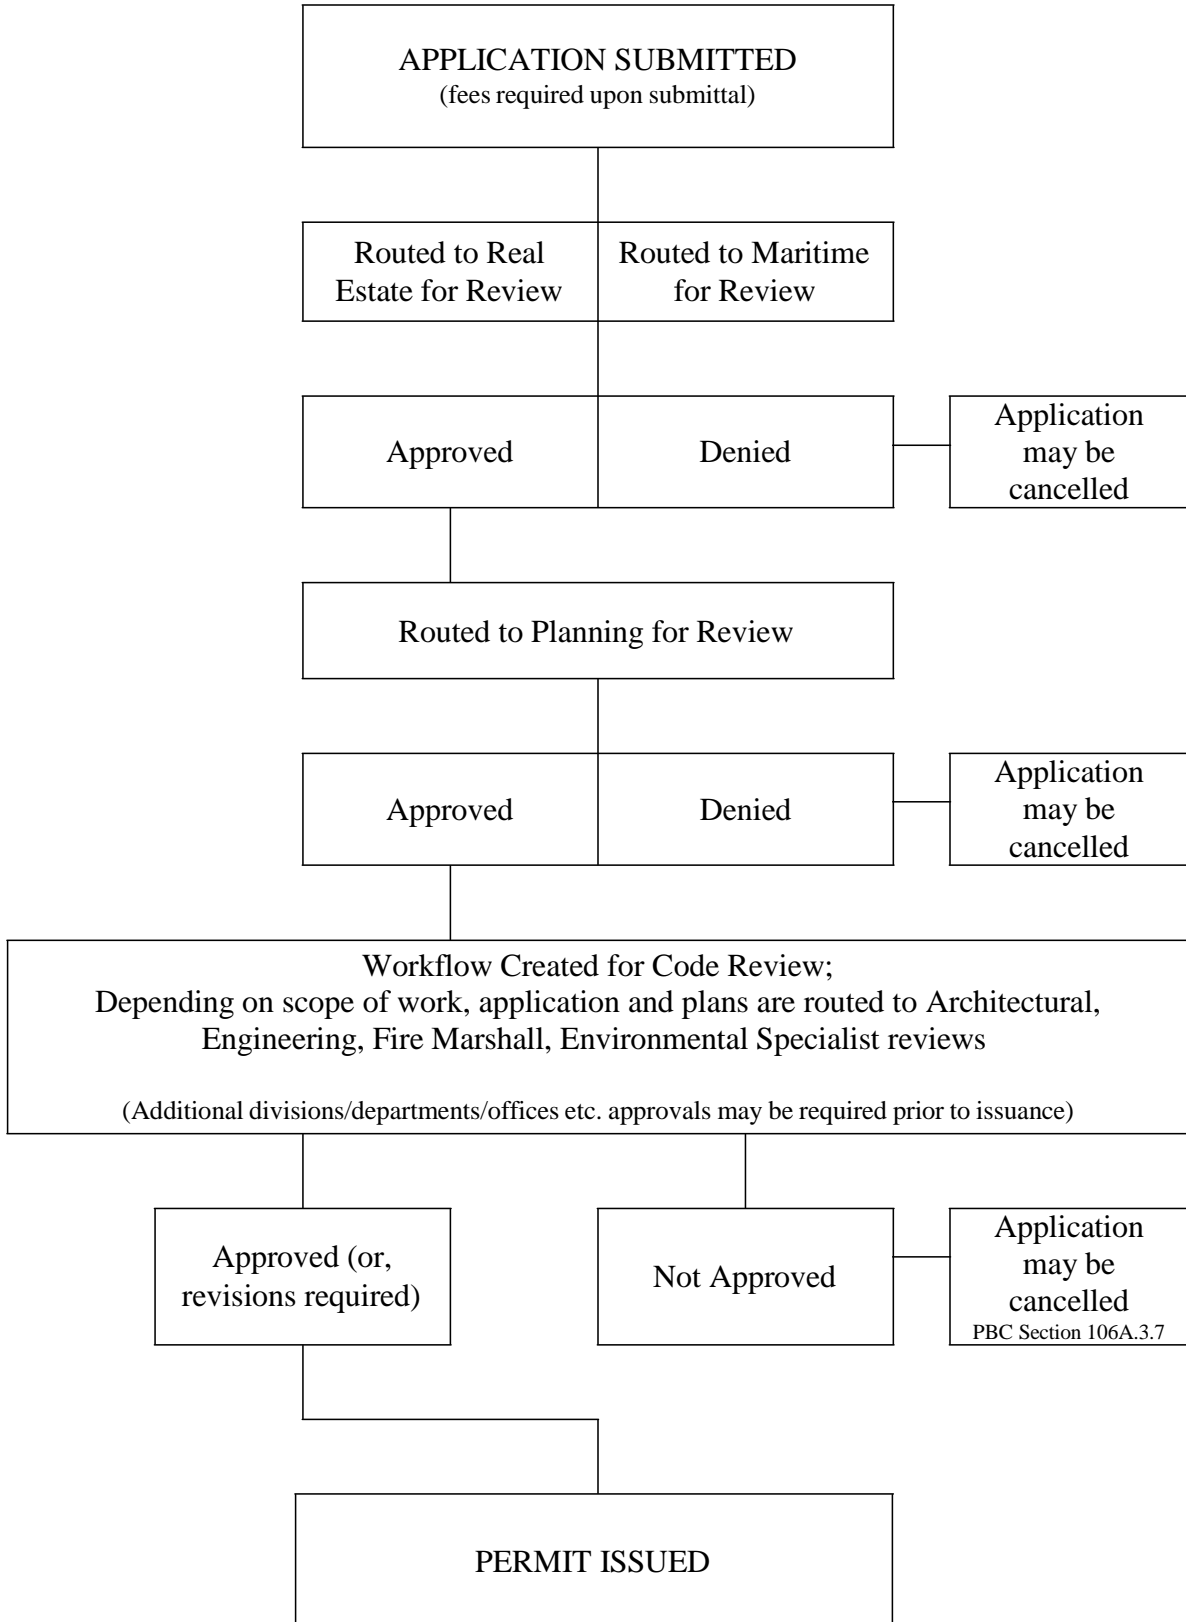 APPLICATION SUBMITTED
(fees required upon submittal)
Routed to Real
Estate for Review
Routed to Maritime
for Review
Approved
Denied
Application
may be
cancelled
Routed to Planning for Review
Approved
Denied
Application
may be
cancelled
Workflow Created for Code Review;
Depending on scope of work, application and plans are routed to Architectural,
Engineering, Fire Marshall, Environmental Specialist reviews
(Additional divisions/departments/offices etc. approvals may be required prior to issuance)
Approved (or,
revisions required)
Not Approved
Application
may be
cancelled
PBC Section 106A.3.7
PERMIT ISSUED